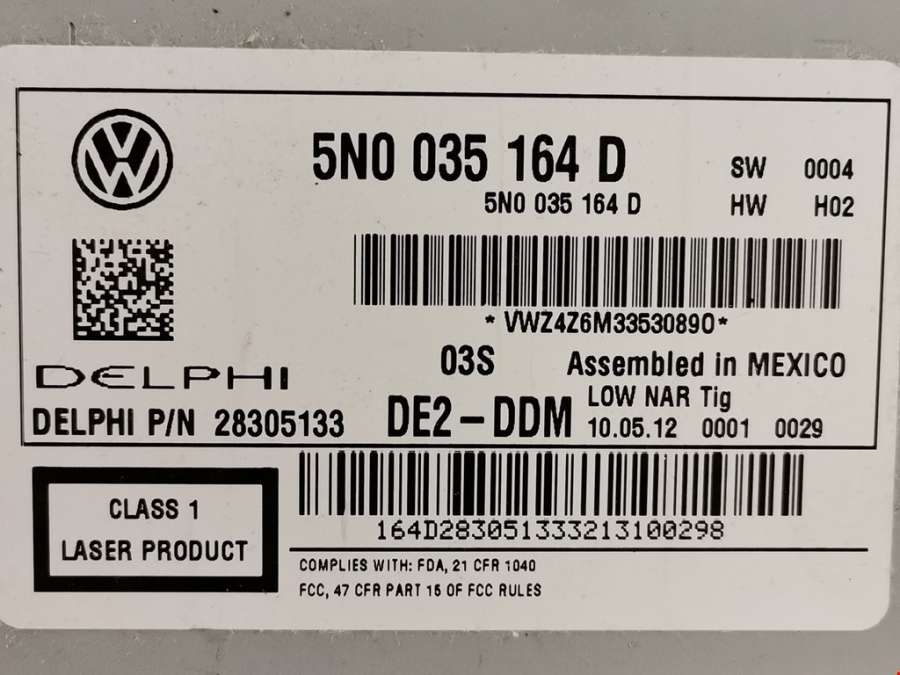 5N0 035 164 D
5N0 035 164 D
SW 0004
HW H02
*VWZ4Z6M3353089O*
DELPHI
03S
Assembled in MEXICO
DELPHI P/N 28305133
DE2-DDM
LOW NAR Tig
10.05.12 0001 0029
CLASS 1
LASER PRODUCT
164D283051333213100298
COMPLIES WITH: FDA, 21 CFR 1040
FCC, 47 CFR PART 15 OF FCC RULES